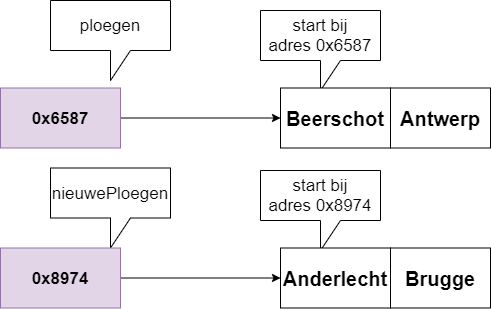 ploegen
start bij
adres 0x6587
0x6587
Beerschot Antwerp
nieuwePloegen
start bij
adres 0x8974
0x8974
Anderlecht Brugge